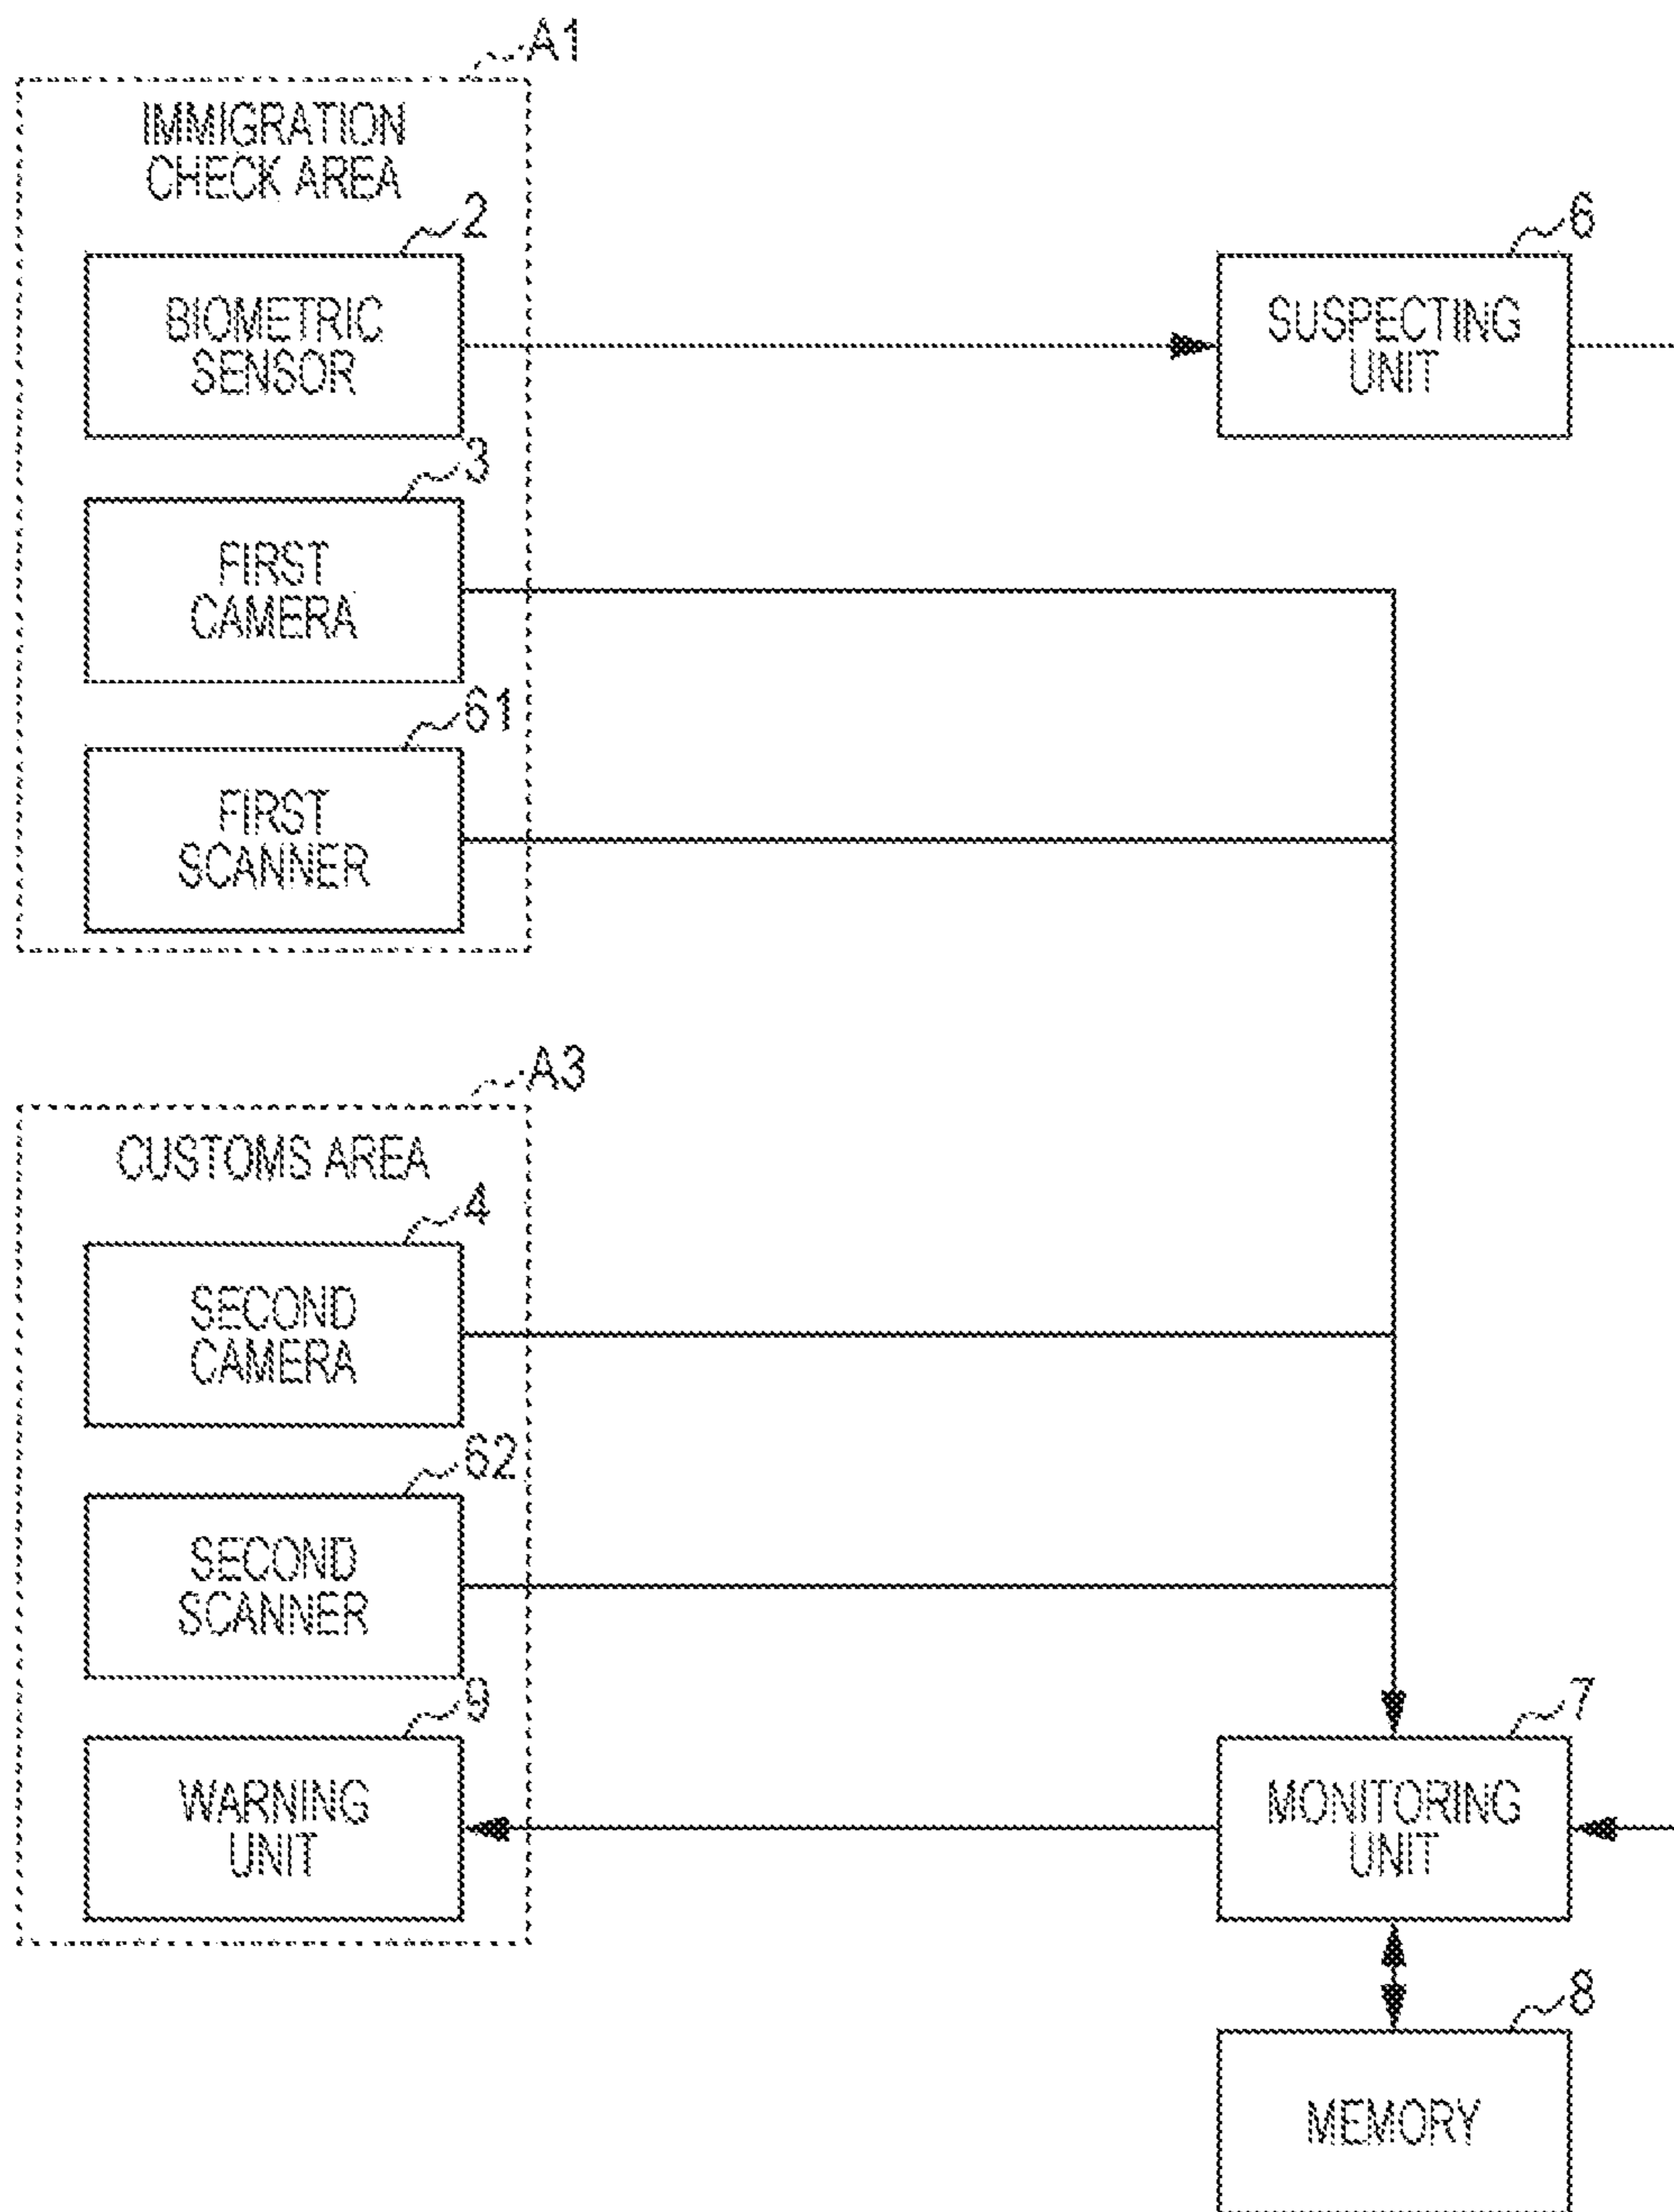 A1
IMMIGRATION
CHECK AREA
2
BIOMETRIC
SENSOR
6
SUSPECTING
UNIT
3
FIRST
CAMERA
61
FIRST
SCANNER
A3
CUSTOMS AREA
4
SECOND
CAMERA
62
SECOND
SCANNER
9
WARNING
UNIT
7
MONITORING
UNIT
8
MEMORY